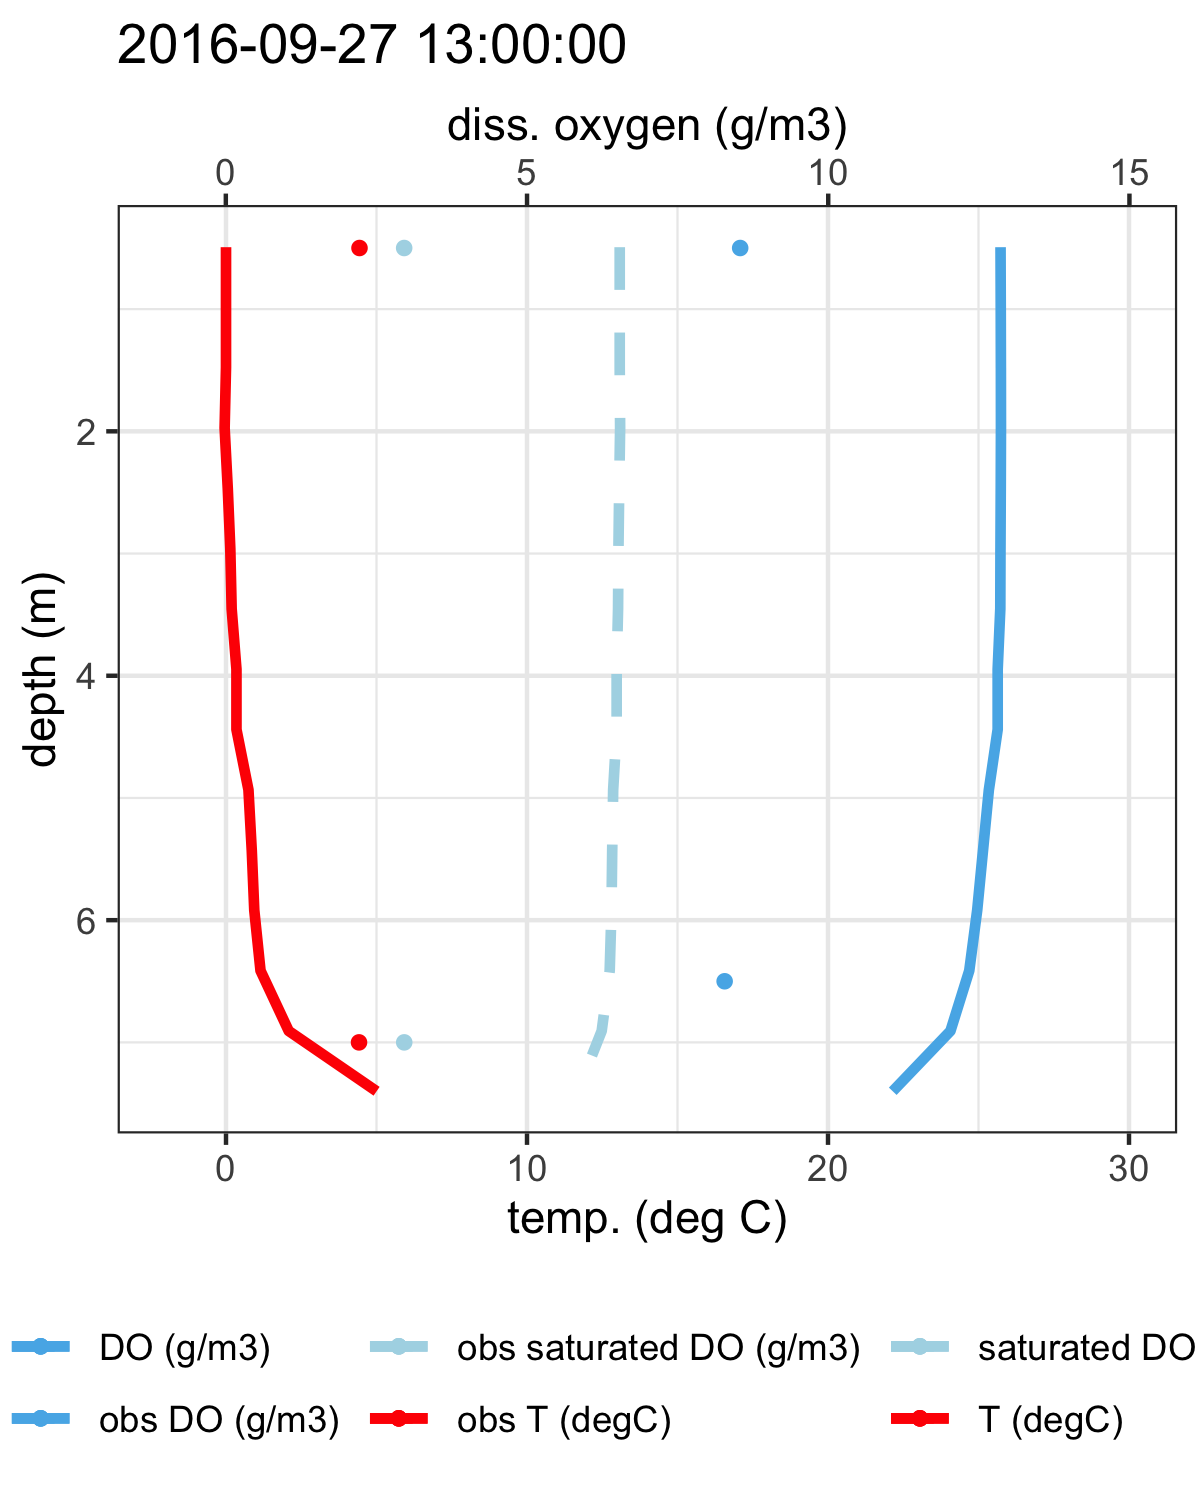 2016-09-27 13:00:00
diss. oxygen (g/m3)
0 5 10 15
2
4
6
depth (m)
0 10 20 30
temp. (deg C)
DO (g/m3) obs saturated DO (g/m3) saturated DO
obs DO (g/m3) obs T (degC) T (degC)